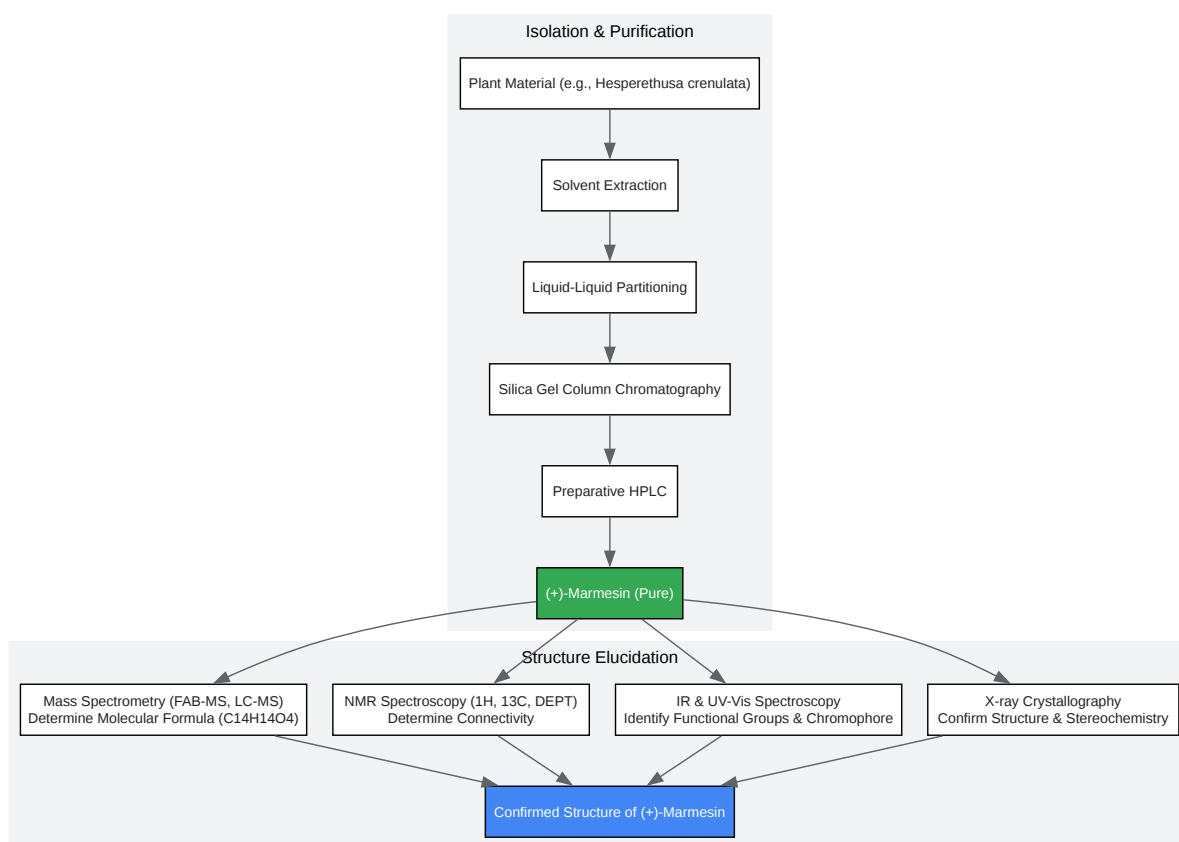 Isolation & Purification
Plant Material (e.g., Hesperethusa crenulata)
Solvent Extraction
Liquid-Liquid Partitioning
Silica Gel Column Chromatography
Preparative HPLC
(+)-Marmesin (Pure)
Structure Elucidation
Mass Spectrometry (FAB-MS, LC-MS)
Determine Molecular Formula (C14H14O4)
NMR Spectroscopy (1H, 13C, DEPT)
Determine Connectivity
IR & UV-Vis Spectroscopy
Identify Functional Groups & Chromophore
X-ray Crystallography
Confirm Structure & Stereochemistry
Confirmed Structure of (+)-Marmesin